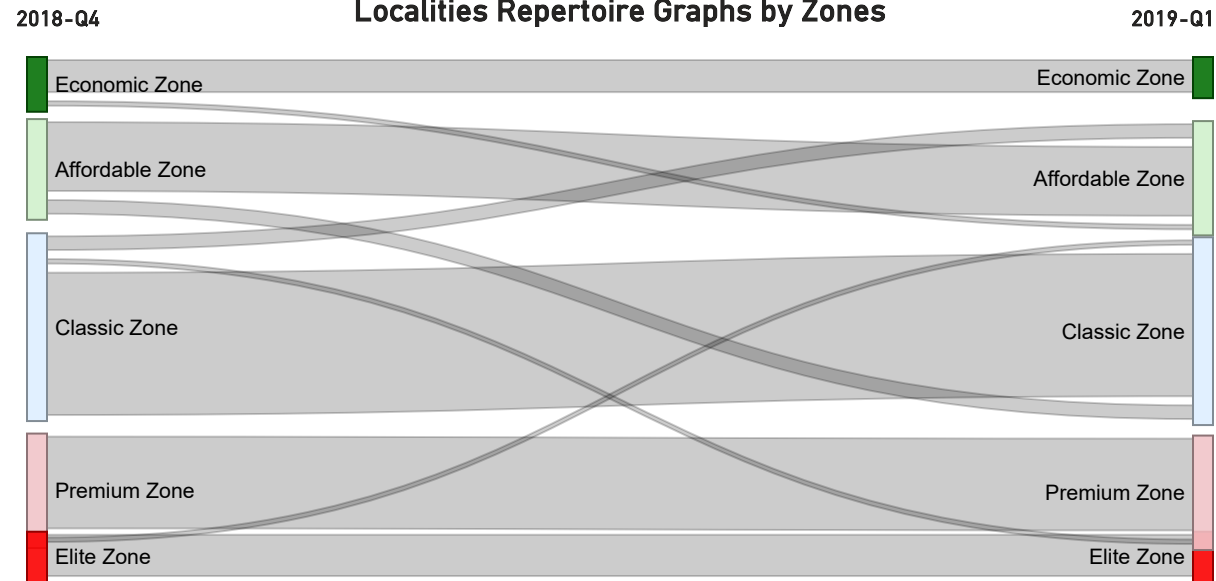 Localities Repertoire Graphs by Zones
2018-Q4 2019-Q1
Economic Zone Economic Zone
Affordable Zone Affordable Zone
Classic Zone Classic Zone
Premium Zone Premium Zone
Elite Zone Elite Zone